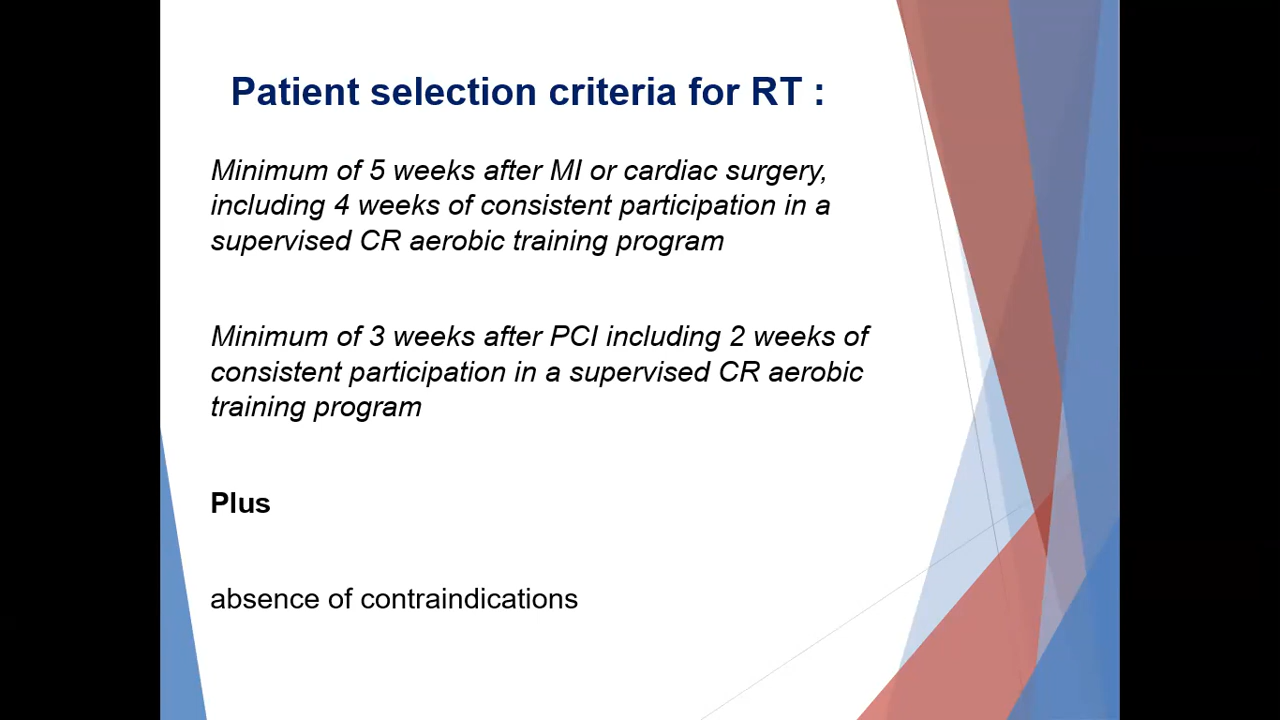 Patient selection criteria for RT :
Minimum of 5 weeks after MI or cardiac surgery,
including 4 weeks of consistent participation in a
supervised CR aerobic training program
Minimum of 3 weeks after PCI including 2 weeks of
consistent participation in a supervised CR aerobic
training program
Plus
absence of contraindications